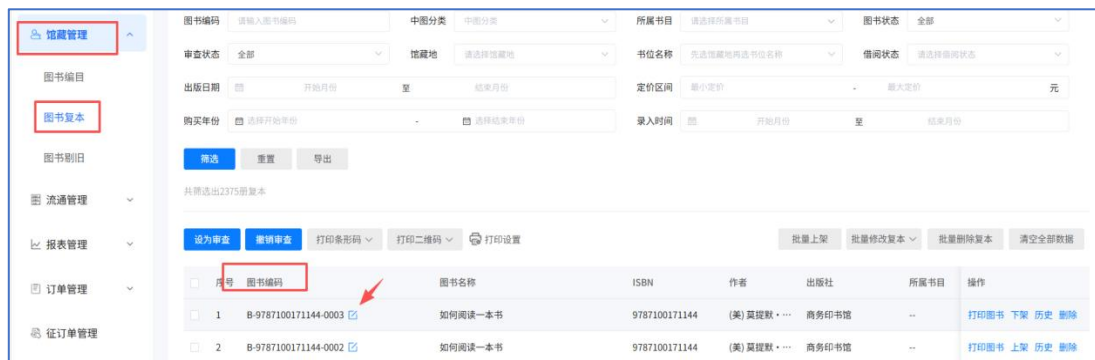 图书编码 请输入图书编码 中图分类 中图分类 所属书目 请选择所属书目 图书状态 全部
馆藏管理
审查状态 全部 馆藏地 请选择馆藏地 书位名称 先选馆藏地再选书位名称 借阅状态 请选择借阅状态
图书编目
出版日期 开始月份 至 结束月份 定价区间 最小定价 - 最大定价 元
图书复本
购买年份 选择开始年份 - 选择结束年份 录入时间 开始月份 至 结束月份
图书剔旧
筛选 重置 导出
共筛选出2375册复本
流通管理
设为审查 撤销审查 打印条形码 打印二维码 打印设置 批量上架 批量修改复本 批量删除复本 清空全部数据
报表管理
序号 图书编码 图书名称 ISBN 作者 出版社 所属书目 操作
订单管理
1 B-9787100171144-0003 如何阅读一本书 9787100171144 (美) 莫提默·… 商务印书馆 -- 打印图书 下架 历史 删除
征订单管理
2 B-9787100171144-0002 如何阅读一本书 9787100171144 (美) 莫提默·… 商务印书馆 -- 打印图书 上架 历史 删除